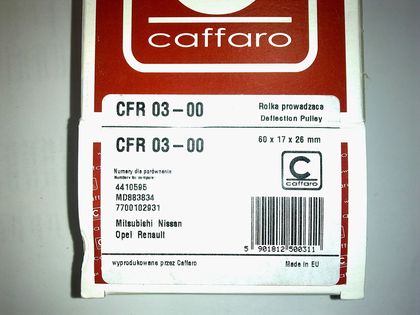 caffaro
CFR 03-00
Rolka prowadząca
Deflection Pulley
CFR 03-00
60 x 17 x 26 mm
Numery dla porównania
Numbers to compare
4410595
MD883834
7700102931
C
caffaro
Mitsubishi Nissan
Opel Renault
5 901812 500311
wyprodukowane przez Caffaro
Made in EU